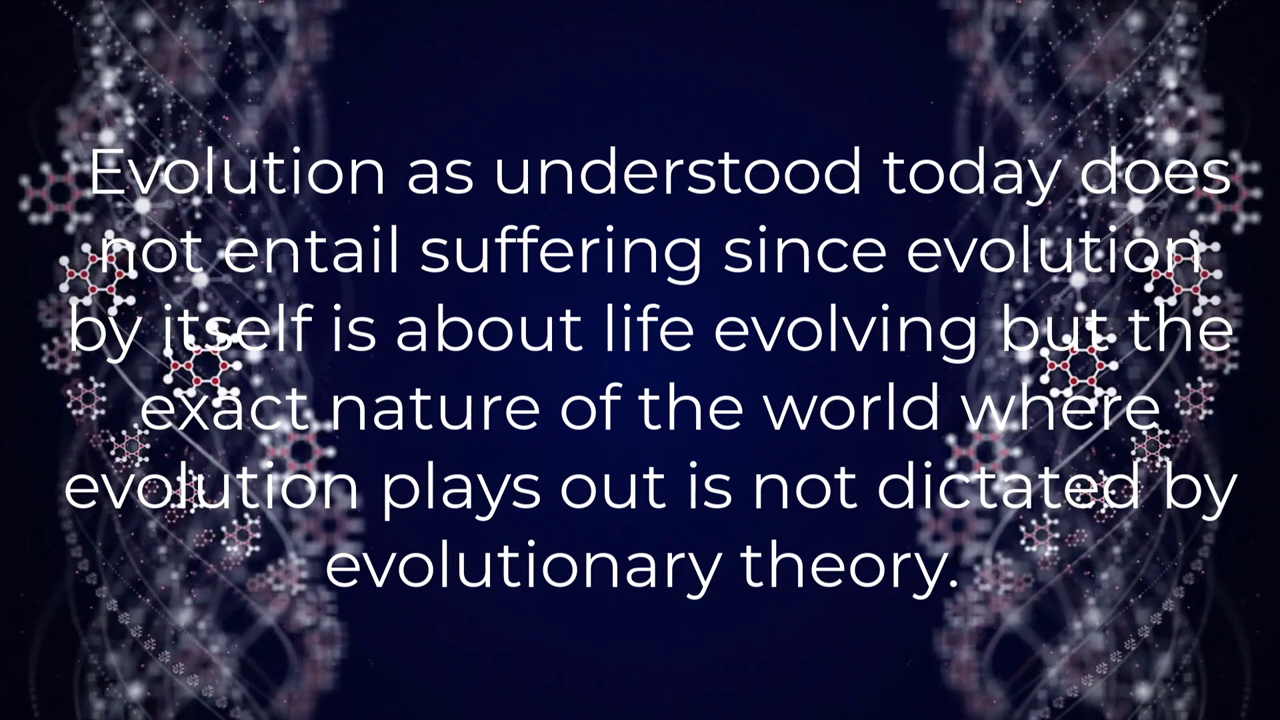 Evolution as understood today does
not entail suffering since evolution
by itself is about life evolving but the
exact nature of the world where
evolution plays out is not dictated by
evolutionary theory.